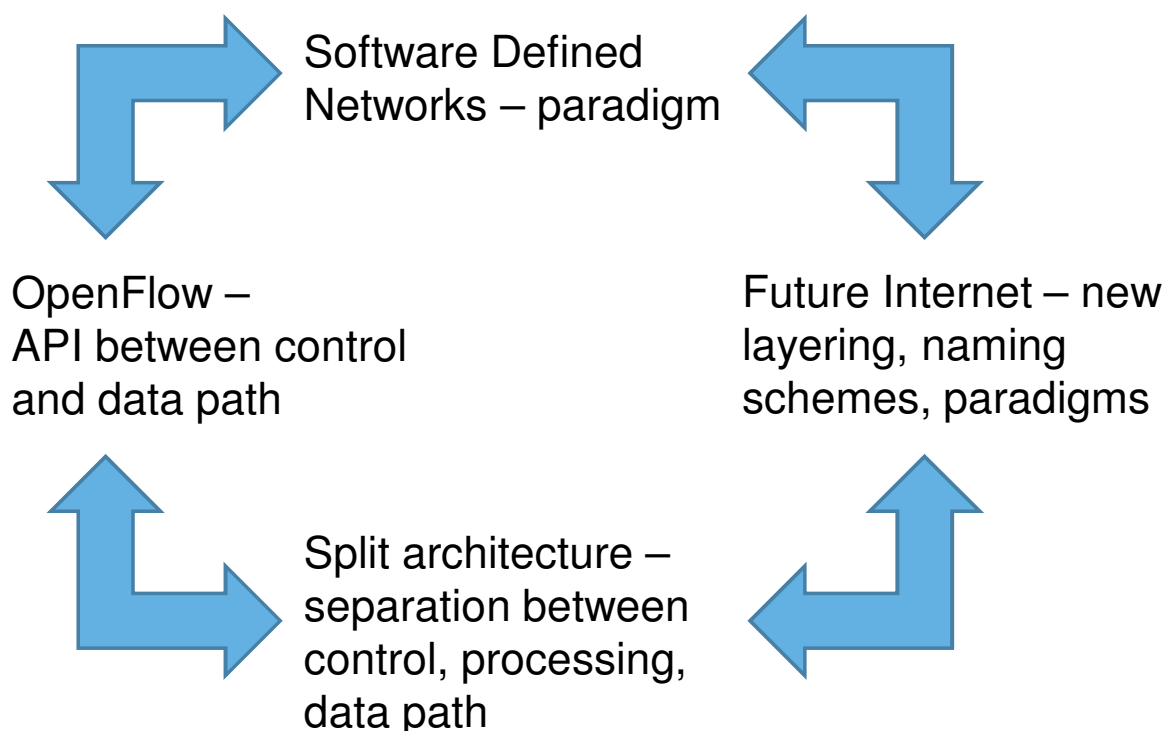 Software Defined
Networks – paradigm
OpenFlow –
API between control
and data path
Future Internet – new
layering, naming
schemes, paradigms
Split architecture –
separation between
control, processing,
data path